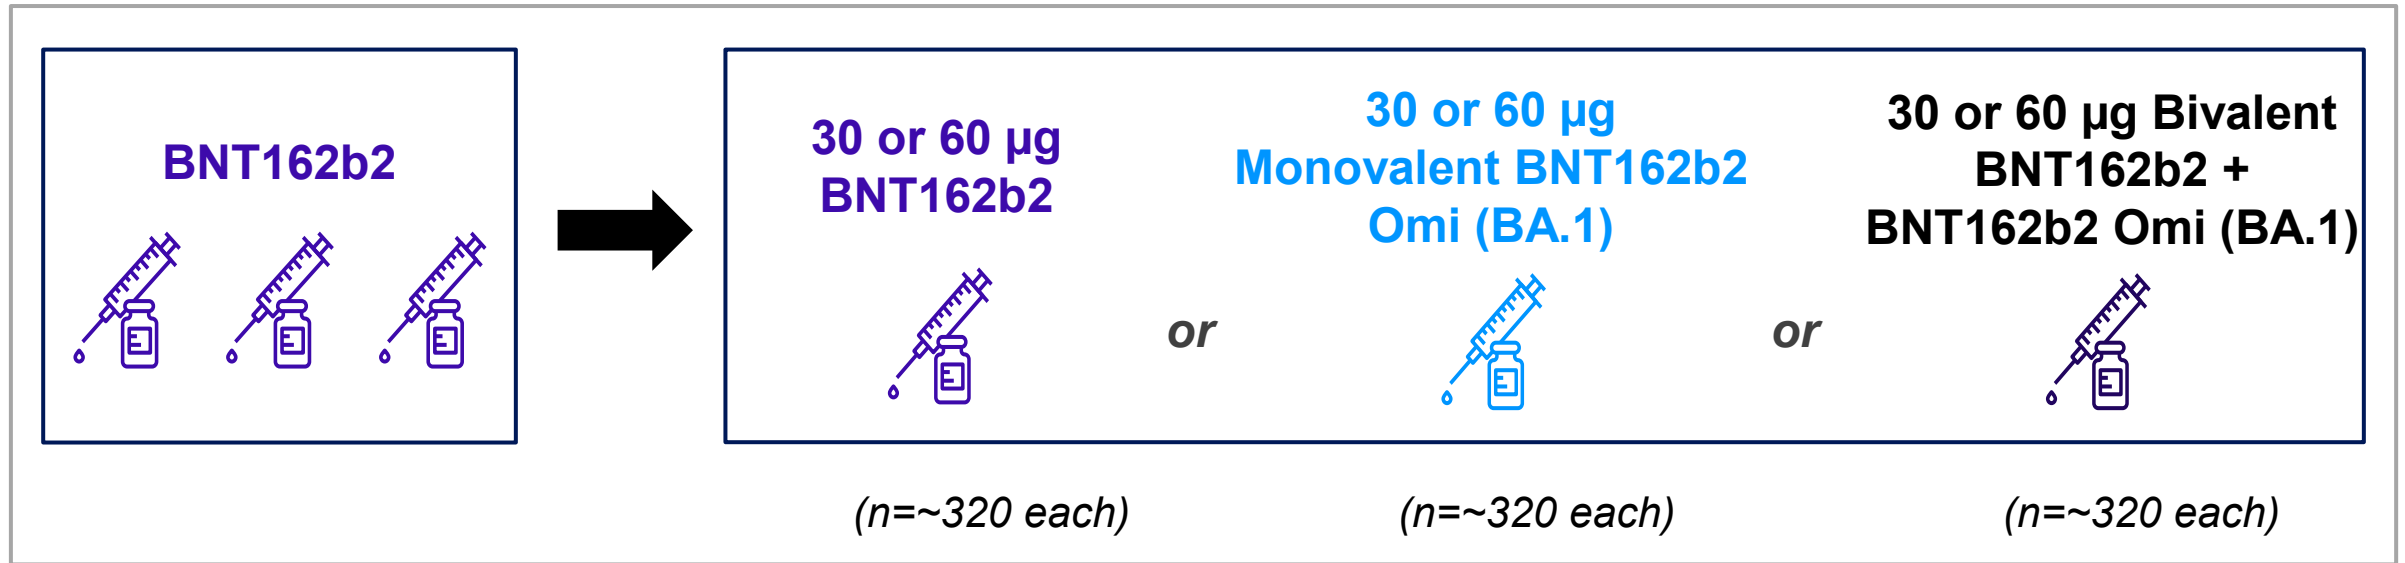 BNT162b2
30 or 60 µg
BNT162b2
or
30 or 60 µg
Monovalent BNT162b2
Omi (BA.1)
or
30 or 60 µg Bivalent
BNT162b2 +
BNT162b2 Omi (BA.1)
(n=~320 each)
(n=~320 each)
(n=~320 each)